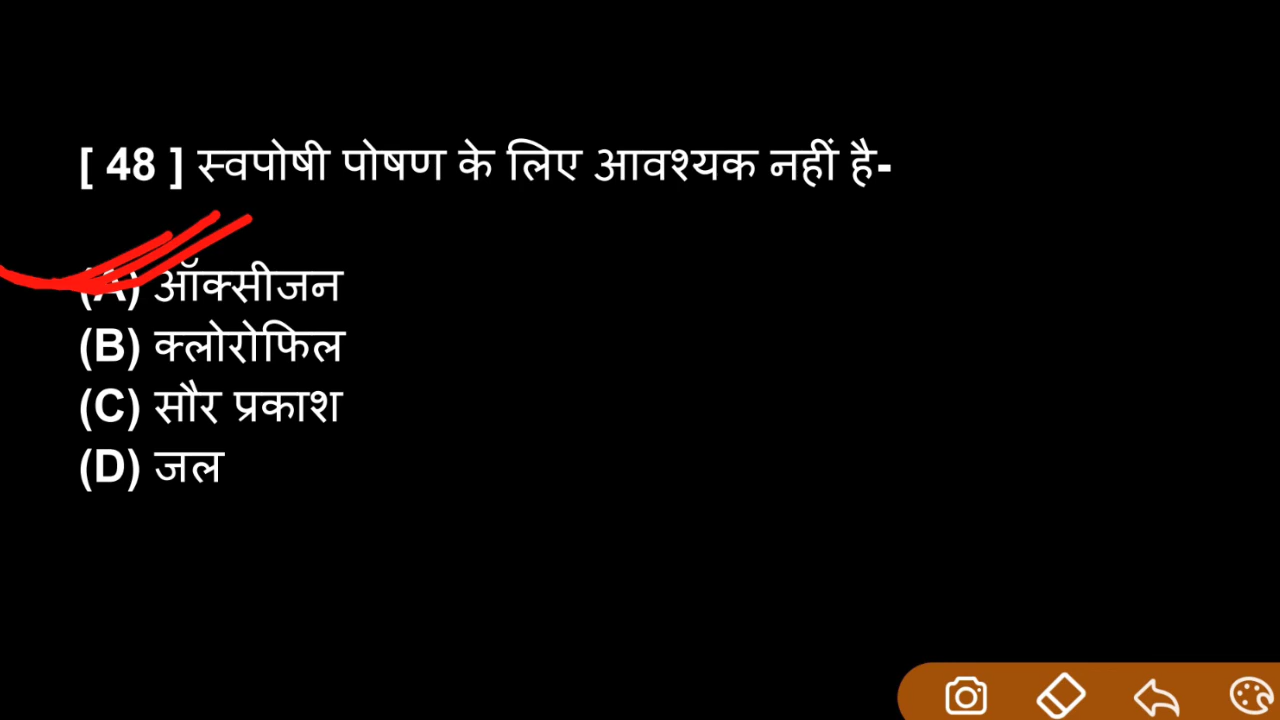 [ 48 ] स्वपोषी पोषण के लिए आवश्यक नहीं है-
(A) ऑक्सीजन
(B) क्लोरोफिल
(C) सौर प्रकाश
(D) जल